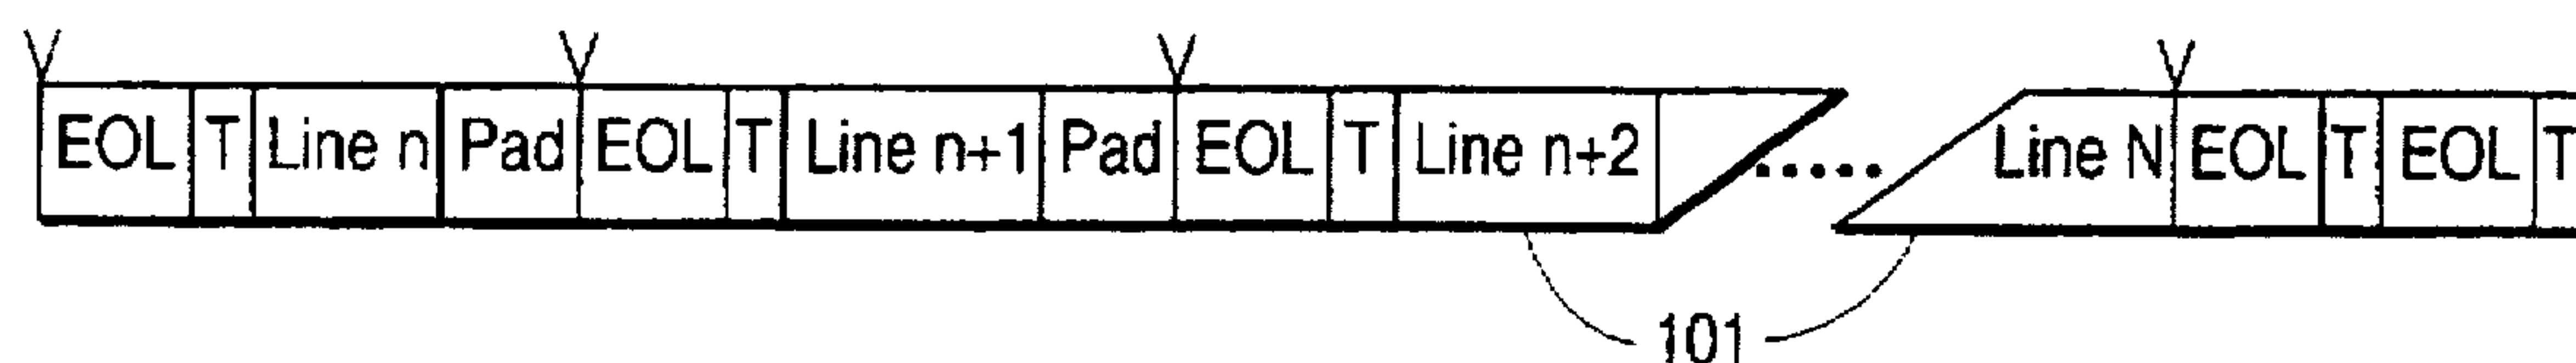 EOL T Line n Pad EOL T Line n+1 Pad EOL T Line n+2 ..... Line N EOL T EOL T
101